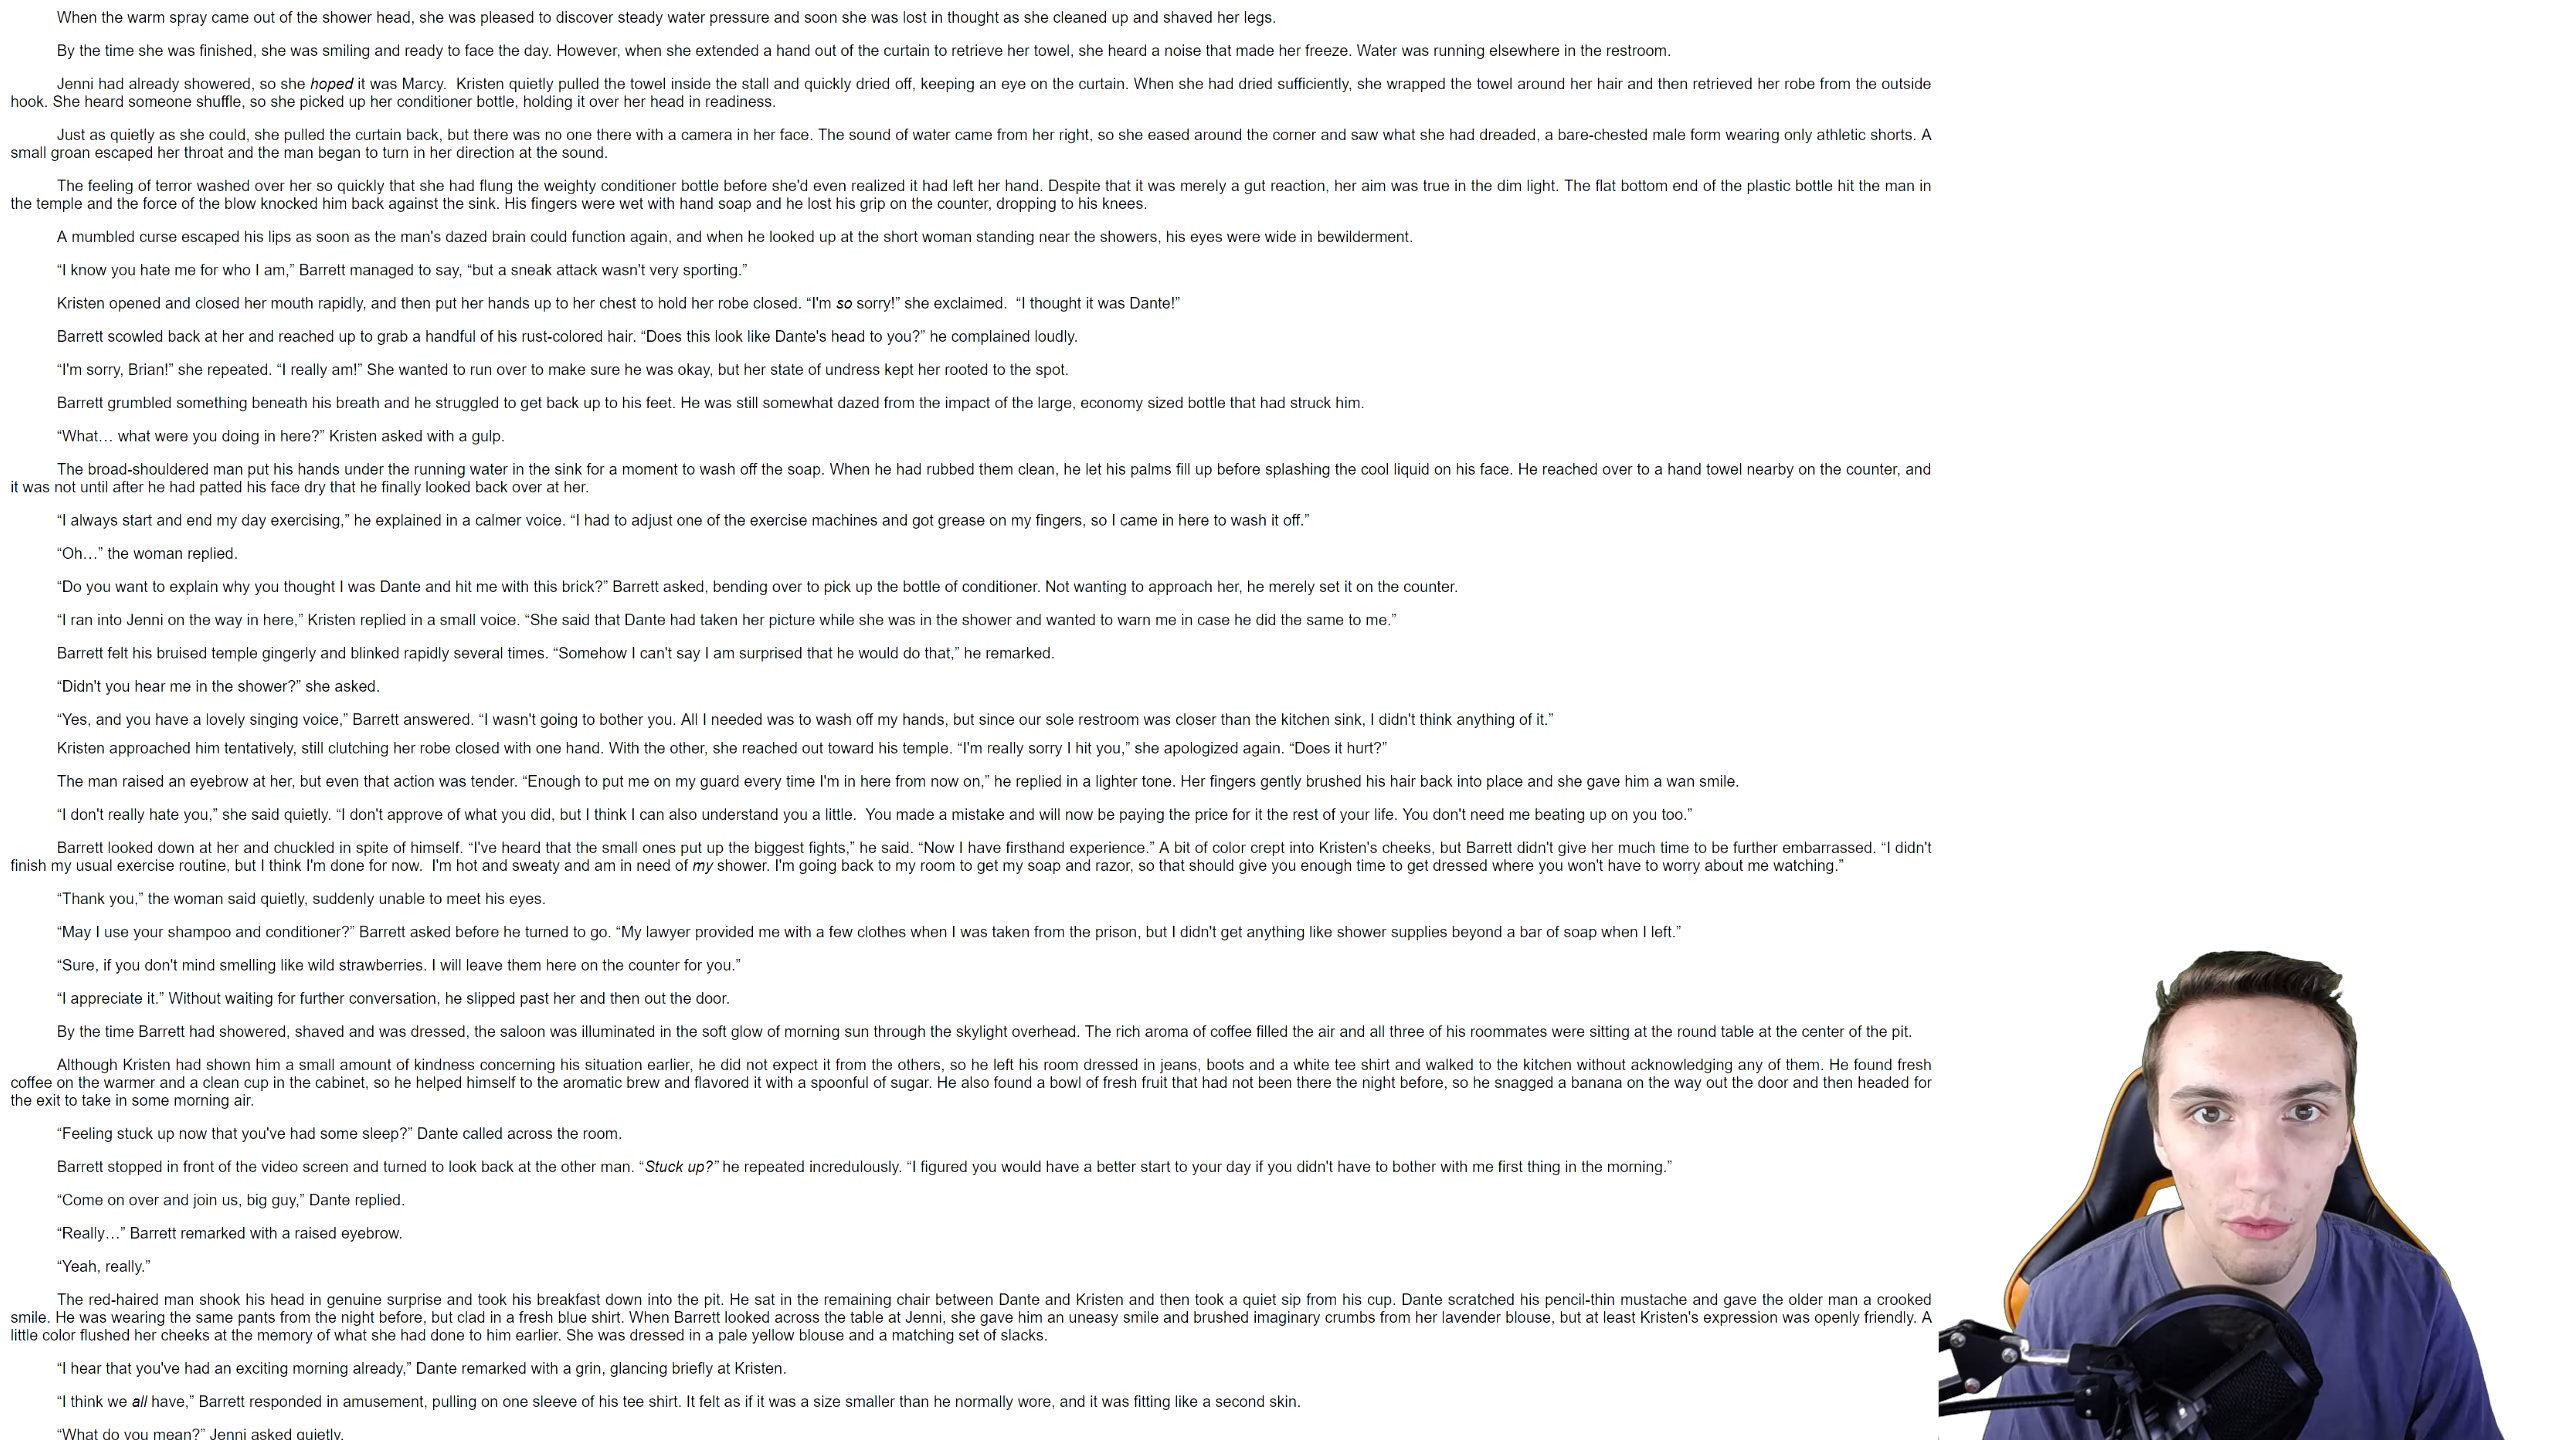 When the warm spray came out of the shower head, she was pleased to discover steady water pressure and soon she was lost in thought as she cleaned up and shaved her legs.
By the time she was finished, she was smiling and ready to face the day. However, when she extended a hand out of the curtain to retrieve her towel, she heard a noise that made her freeze. Water was running elsewhere in the restroom.
Jenni had already showered, so she hoped it was Marcy.  Kristen quietly pulled the towel inside the stall and quickly dried off, keeping an eye on the curtain. When she had dried sufficiently, she wrapped the towel around her hair and then retrieved her robe from the outside
hook. She heard someone shuffle, so she picked up her conditioner bottle, holding it over her head in readiness.
Just as quietly as she could, she pulled the curtain back, but there was no one there with a camera in her face. The sound of water came from her right, so she eased around the corner and saw what she had dreaded, a bare-chested male form wearing only athletic shorts. A
small groan escaped her throat and the man began to turn in her direction at the sound.
The feeling of terror washed over her so quickly that she had flung the weighty conditioner bottle before she'd even realized it had left her hand. Despite that it was merely a gut reaction, her aim was true in the dim light. The flat bottom end of the plastic bottle hit the man in
the temple and the force of the blow knocked him back against the sink. His fingers were wet with hand soap and he lost his grip on the counter, dropping to his knees.
A mumbled curse escaped his lips as soon as the man's dazed brain could function again, and when he looked up at the short woman standing near the showers, his eyes were wide in bewilderment.
“I know you hate me for who I am,” Barrett managed to say, “but a sneak attack wasn't very sporting.”
Kristen opened and closed her mouth rapidly, and then put her hands up to her chest to hold her robe closed. “I'm so sorry!” she exclaimed.  “I thought it was Dante!”
Barrett scowled back at her and reached up to grab a handful of his rust-colored hair. “Does this look like Dante's head to you?” he complained loudly.
“I'm sorry, Brian!” she repeated. “I really am!” She wanted to run over to make sure he was okay, but her state of undress kept her rooted to the spot.
Barrett grumbled something beneath his breath and he struggled to get back up to his feet. He was still somewhat dazed from the impact of the large, economy sized bottle that had struck him.
“What… what were you doing in here?” Kristen asked with a gulp.
The broad-shouldered man put his hands under the running water in the sink for a moment to wash off the soap. When he had rubbed them clean, he let his palms fill up before splashing the cool liquid on his face. He reached over to a hand towel nearby on the counter, and
it was not until after he had patted his face dry that he finally looked back over at her.
“I always start and end my day exercising,” he explained in a calmer voice. “I had to adjust one of the exercise machines and got grease on my fingers, so I came in here to wash it off.”
“Oh…” the woman replied.
“Do you want to explain why you thought I was Dante and hit me with this brick?” Barrett asked, bending over to pick up the bottle of conditioner. Not wanting to approach her, he merely set it on the counter.
“I ran into Jenni on the way in here,” Kristen replied in a small voice. “She said that Dante had taken her picture while she was in the shower and wanted to warn me in case he did the same to me.”
Barrett felt his bruised temple gingerly and blinked rapidly several times. “Somehow I can't say I am surprised that he would do that,” he remarked.
“Didn't you hear me in the shower?” she asked.
“Yes, and you have a lovely singing voice,” Barrett answered. “I wasn't going to bother you. All I needed was to wash off my hands, but since our sole restroom was closer than the kitchen sink, I didn't think anything of it.”
Kristen approached him tentatively, still clutching her robe closed with one hand. With the other, she reached out toward his temple. “I'm really sorry I hit you,” she apologized again. “Does it hurt?”
The man raised an eyebrow at her, but even that action was tender. “Enough to put me on my guard every time I'm in here from now on,” he replied in a lighter tone. Her fingers gently brushed his hair back into place and she gave him a wan smile.
“I don't really hate you,” she said quietly. “I don't approve of what you did, but I think I can also understand you a little.  You made a mistake and will now be paying the price for it the rest of your life. You don't need me beating up on you too.”
Barrett looked down at her and chuckled in spite of himself. “I've heard that the small ones put up the biggest fights,” he said. “Now I have firsthand experience.” A bit of color crept into Kristen's cheeks, but Barrett didn't give her much time to be further embarrassed. “I didn't
finish my usual exercise routine, but I think I'm done for now.  I'm hot and sweaty and am in need of my shower. I'm going back to my room to get my soap and razor, so that should give you enough time to get dressed where you won't have to worry about me watching.”
“Thank you,” the woman said quietly, suddenly unable to meet his eyes.
“May I use your shampoo and conditioner?” Barrett asked before he turned to go. “My lawyer provided me with a few clothes when I was taken from the prison, but I didn't get anything like shower supplies beyond a bar of soap when I left.”
“Sure, if you don't mind smelling like wild strawberries. I will leave them here on the counter for you.”
“I appreciate it.” Without waiting for further conversation, he slipped past her and then out the door.
By the time Barrett had showered, shaved and was dressed, the saloon was illuminated in the soft glow of morning sun through the skylight overhead. The rich aroma of coffee filled the air and all three of his roommates were sitting at the round table at the center of the pit.
Although Kristen had shown him a small amount of kindness concerning his situation earlier, he did not expect it from the others, so he left his room dressed in jeans, boots and a white tee shirt and walked to the kitchen without acknowledging any of them. He found fresh
coffee on the warmer and a clean cup in the cabinet, so he helped himself to the aromatic brew and flavored it with a spoonful of sugar. He also found a bowl of fresh fruit that had not been there the night before, so he snagged a banana on the way out the door and then headed for
the exit to take in some morning air.
“Feeling stuck up now that you've had some sleep?” Dante called across the room.
Barrett stopped in front of the video screen and turned to look back at the other man. “Stuck up?” he repeated incredulously. “I figured you would have a better start to your day if you didn't have to bother with me first thing in the morning.”
“Come on over and join us, big guy,” Dante replied.
“Really…” Barrett remarked with a raised eyebrow.
“Yeah, really.”
The red-haired man shook his head in genuine surprise and took his breakfast down into the pit. He sat in the remaining chair between Dante and Kristen and then took a quiet sip from his cup. Dante scratched his pencil-thin mustache and gave the older man a crooked
smile. He was wearing the same pants from the night before, but clad in a fresh blue shirt. When Barrett looked across the table at Jenni, she gave him an uneasy smile and brushed imaginary crumbs from her lavender blouse, but at least Kristen's expression was openly friendly. A
little color flushed her cheeks at the memory of what she had done to him earlier. She was dressed in a pale yellow blouse and a matching set of slacks.
“I hear that you've had an exciting morning already,” Dante remarked with a grin, glancing briefly at Kristen.
“I think we all have,” Barrett responded in amusement, pulling on one sleeve of his tee shirt. It felt as if it was a size smaller than he normally wore, and it was fitting like a second skin.
“What do you mean?” Jenni asked quietly.